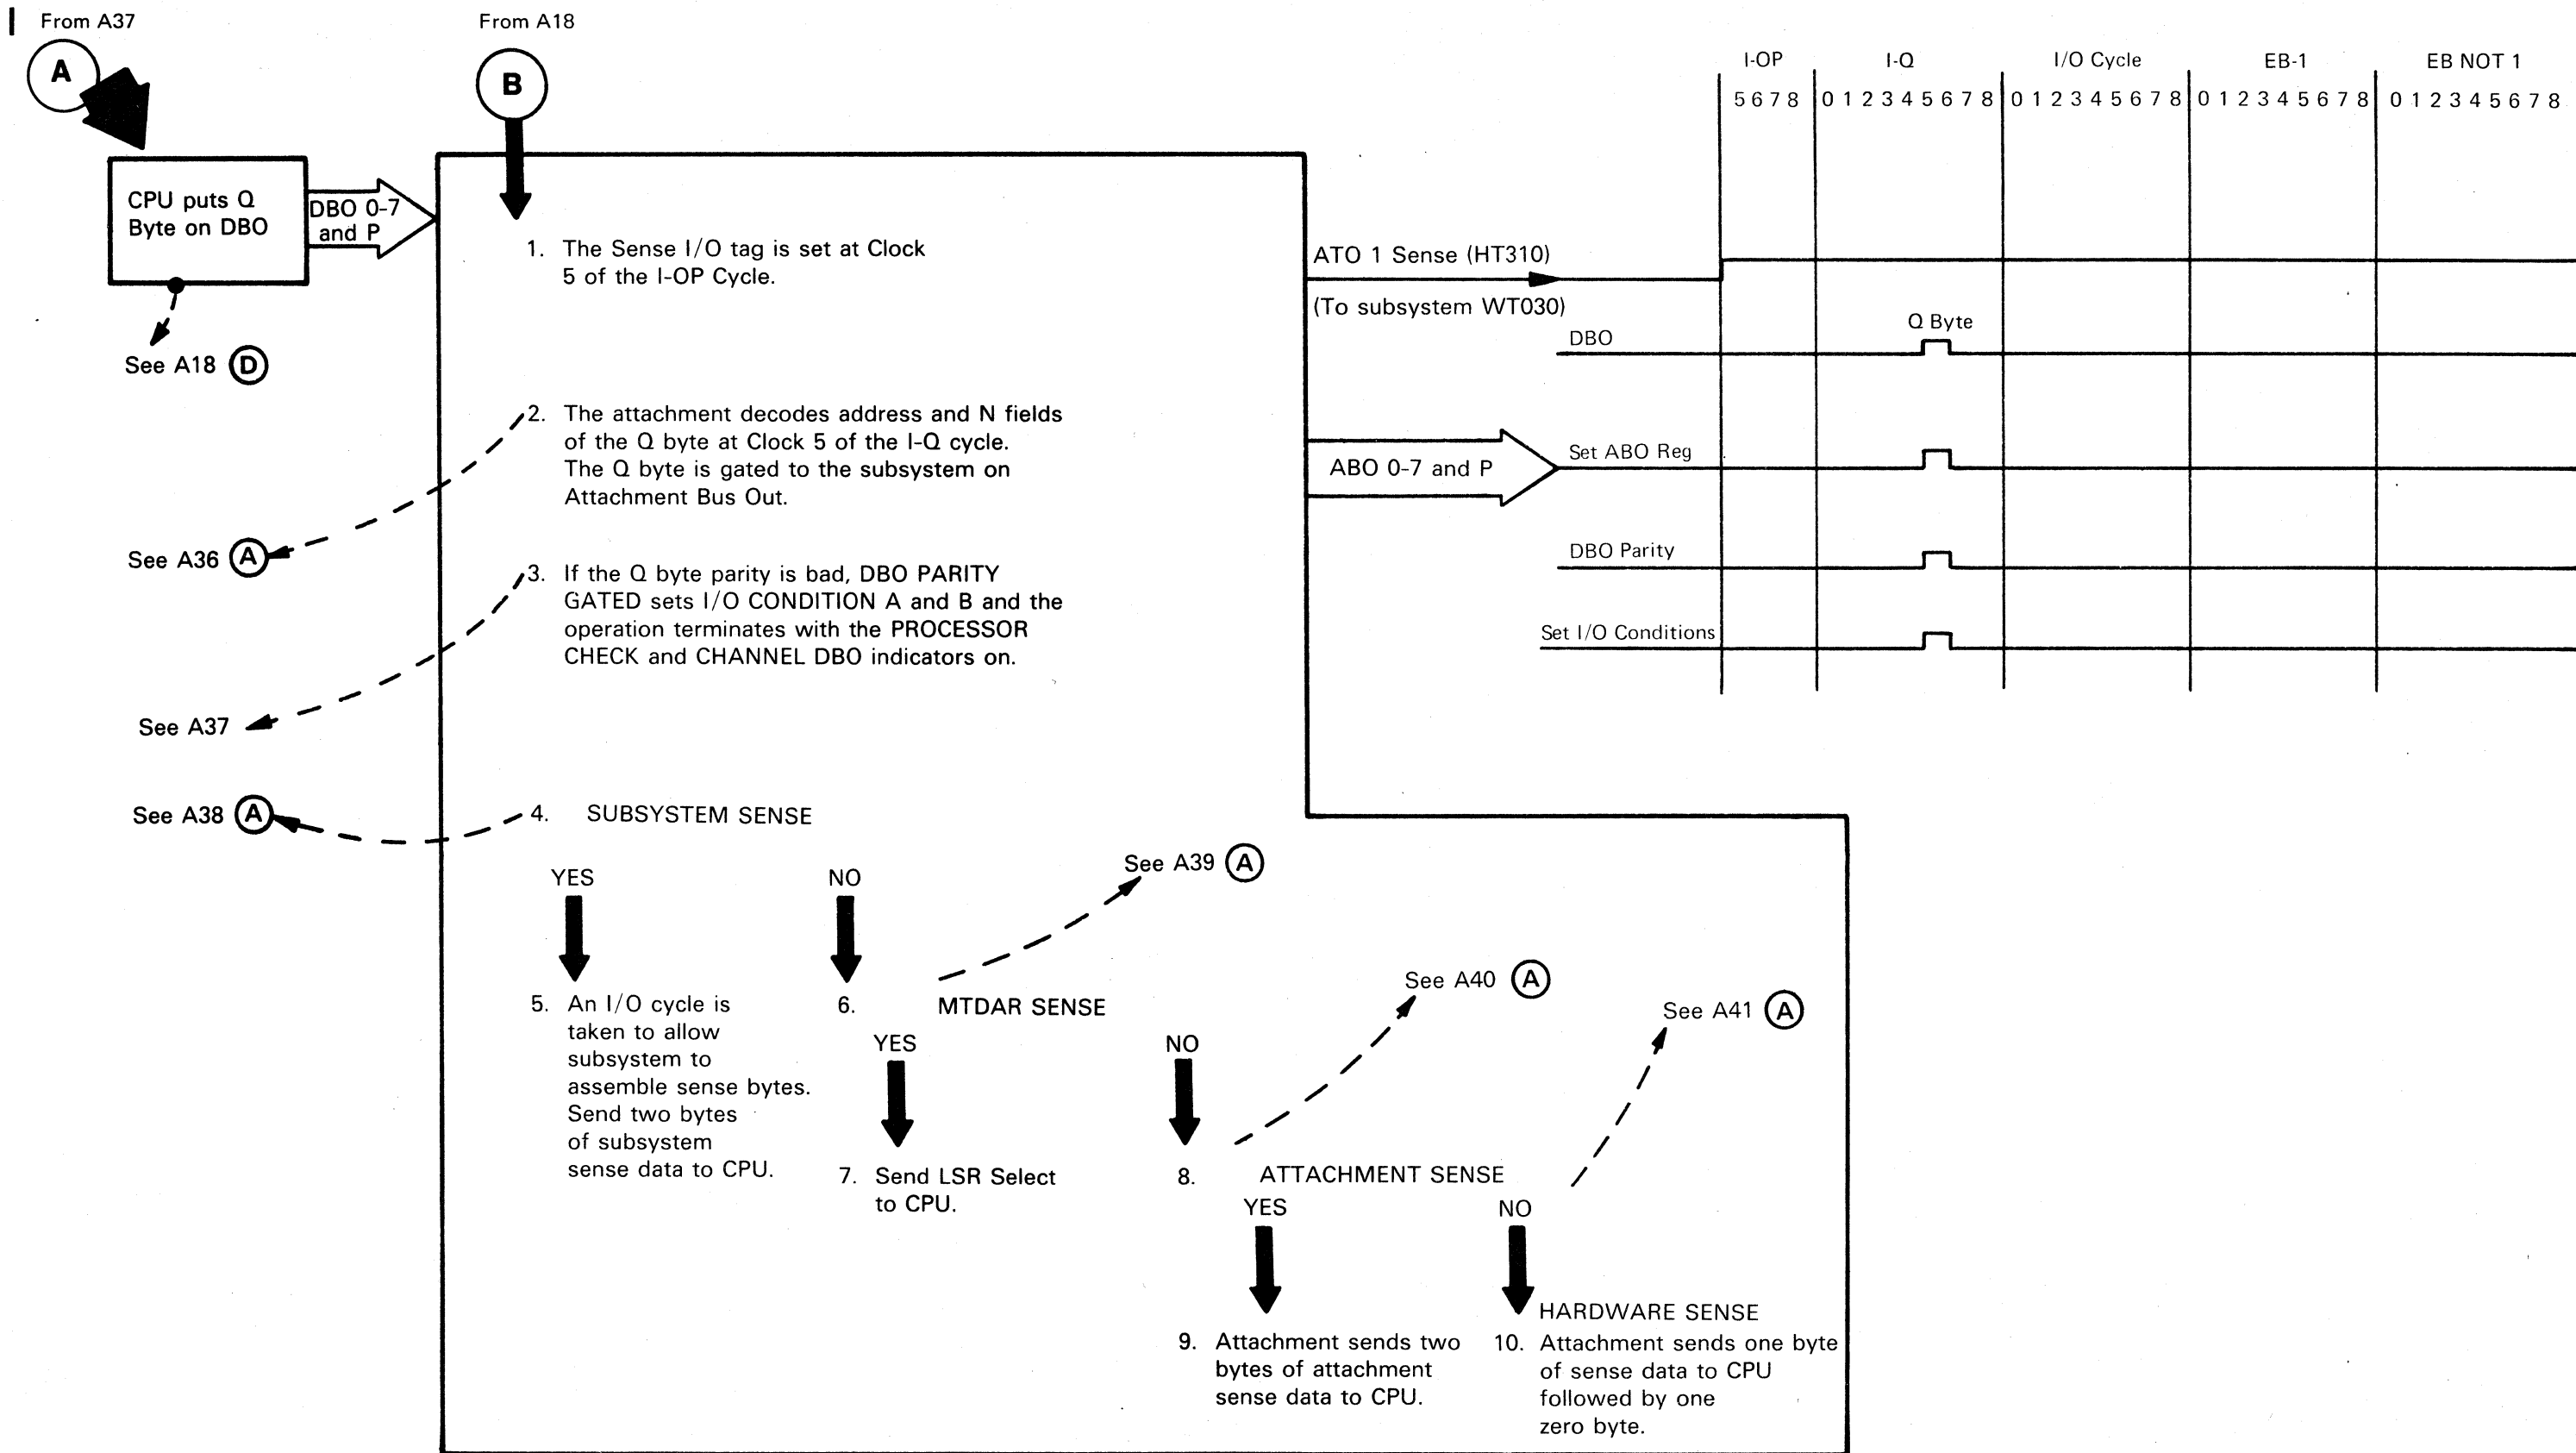 From A37
A
From A18
B
CPU puts Q
Byte on DBO
DBO 0-7
and P
See A18 D
1. The Sense I/O tag is set at Clock
5 of the I-OP Cycle.
2. The attachment decodes address and N fields
of the Q byte at Clock 5 of the I-Q cycle.
The Q byte is gated to the subsystem on
Attachment Bus Out.
See A36 A
3. If the Q byte parity is bad, DBO PARITY
GATED sets I/O CONDITION A and B and the
operation terminates with the PROCESSOR
CHECK and CHANNEL DBO indicators on.
See A37
See A38 A
4. SUBSYSTEM SENSE
YES
NO
See A39 A
5. An I/O cycle is
taken to allow
subsystem to
assemble sense bytes.
Send two bytes
of subsystem
sense data to CPU.
6. MTDAR SENSE
YES
NO
See A40 A
See A41 A
7. Send LSR Select
to CPU.
8. ATTACHMENT SENSE
YES
NO
9. Attachment sends two
bytes of attachment
sense data to CPU.
HARDWARE SENSE
10. Attachment sends one byte
of sense data to CPU
followed by one
zero byte.
ATO 1 Sense (HT310)
(To subsystem WT030)
ABO 0-7 and P
I-OP
I-Q
I/O Cycle
EB-1
EB NOT 1
5 6 7 8
0 1 2 3 4 5 6 7 8
0 1 2 3 4 5 6 7 8
0 1 2 3 4 5 6 7 8
0 1 2 3 4 5 6 7 8
Q Byte
DBO
Set ABO Reg
DBO Parity
Set I/O Conditions